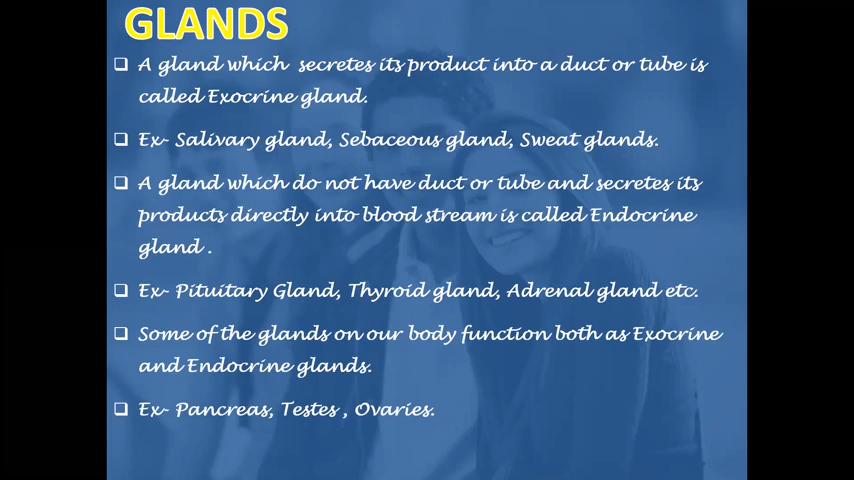 GLANDS
❑ A gland which secretes its product into a duct or tube is
called Exocrine gland.
❑ Ex- Salivary gland, Sebaceous gland, Sweat glands.
❑ A gland which do not have duct or tube and secretes its
products directly into blood stream is called Endocrine
gland .
❑ Ex- Pituitary Gland, Thyroid gland, Adrenal gland etc.
❑ Some of the glands on our body function both as Exocrine
and Endocrine glands.
❑ Ex- Pancreas, Testes , Ovaries.